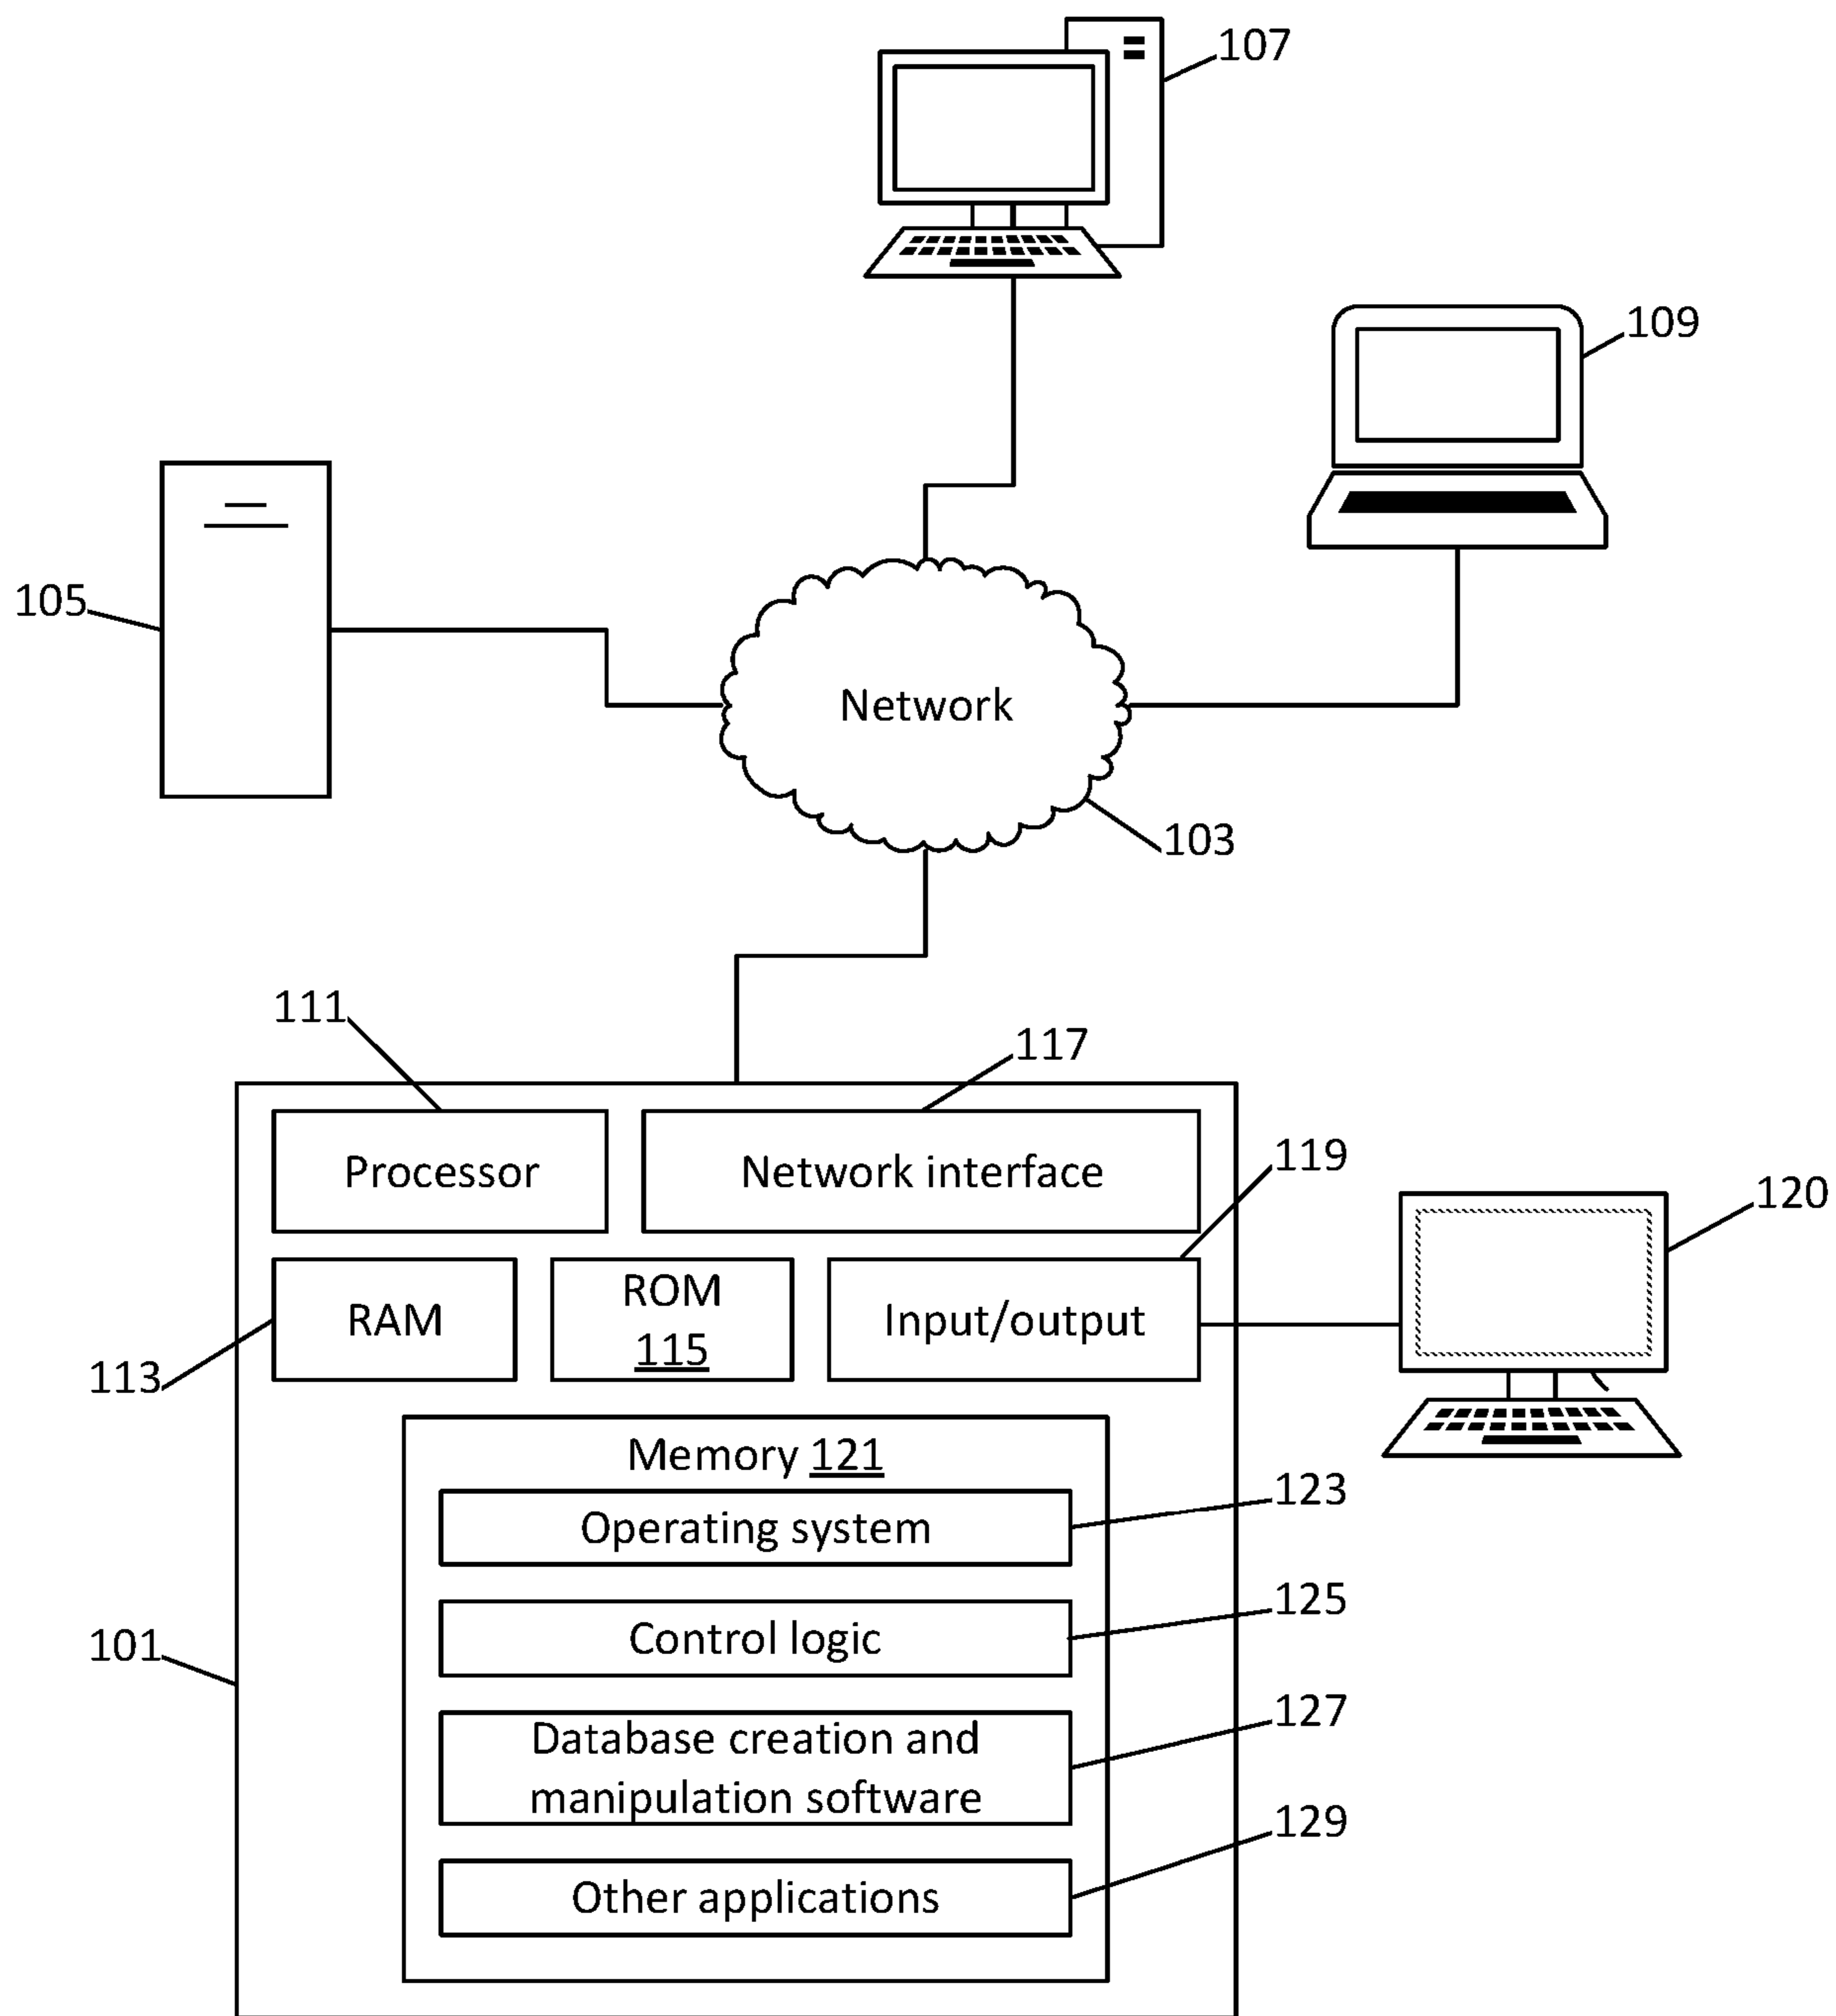 107
109
105
Network
103
111
117
Processor
Network interface
119
120
RAM
ROM
115
Input/output
113
Memory 121
123
Operating system
125
Control logic
101
127
Database creation and
manipulation software
129
Other applications